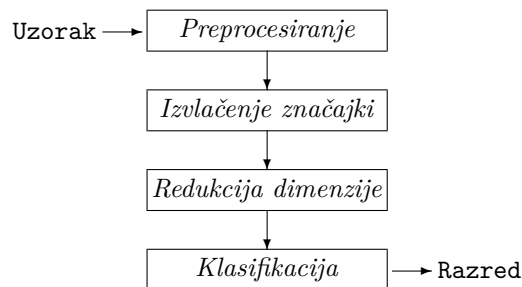 Uzorak
Preprocesiranje
Izvlačenje značajki
Redukcija dimenzije
Klasifikacija
Razred